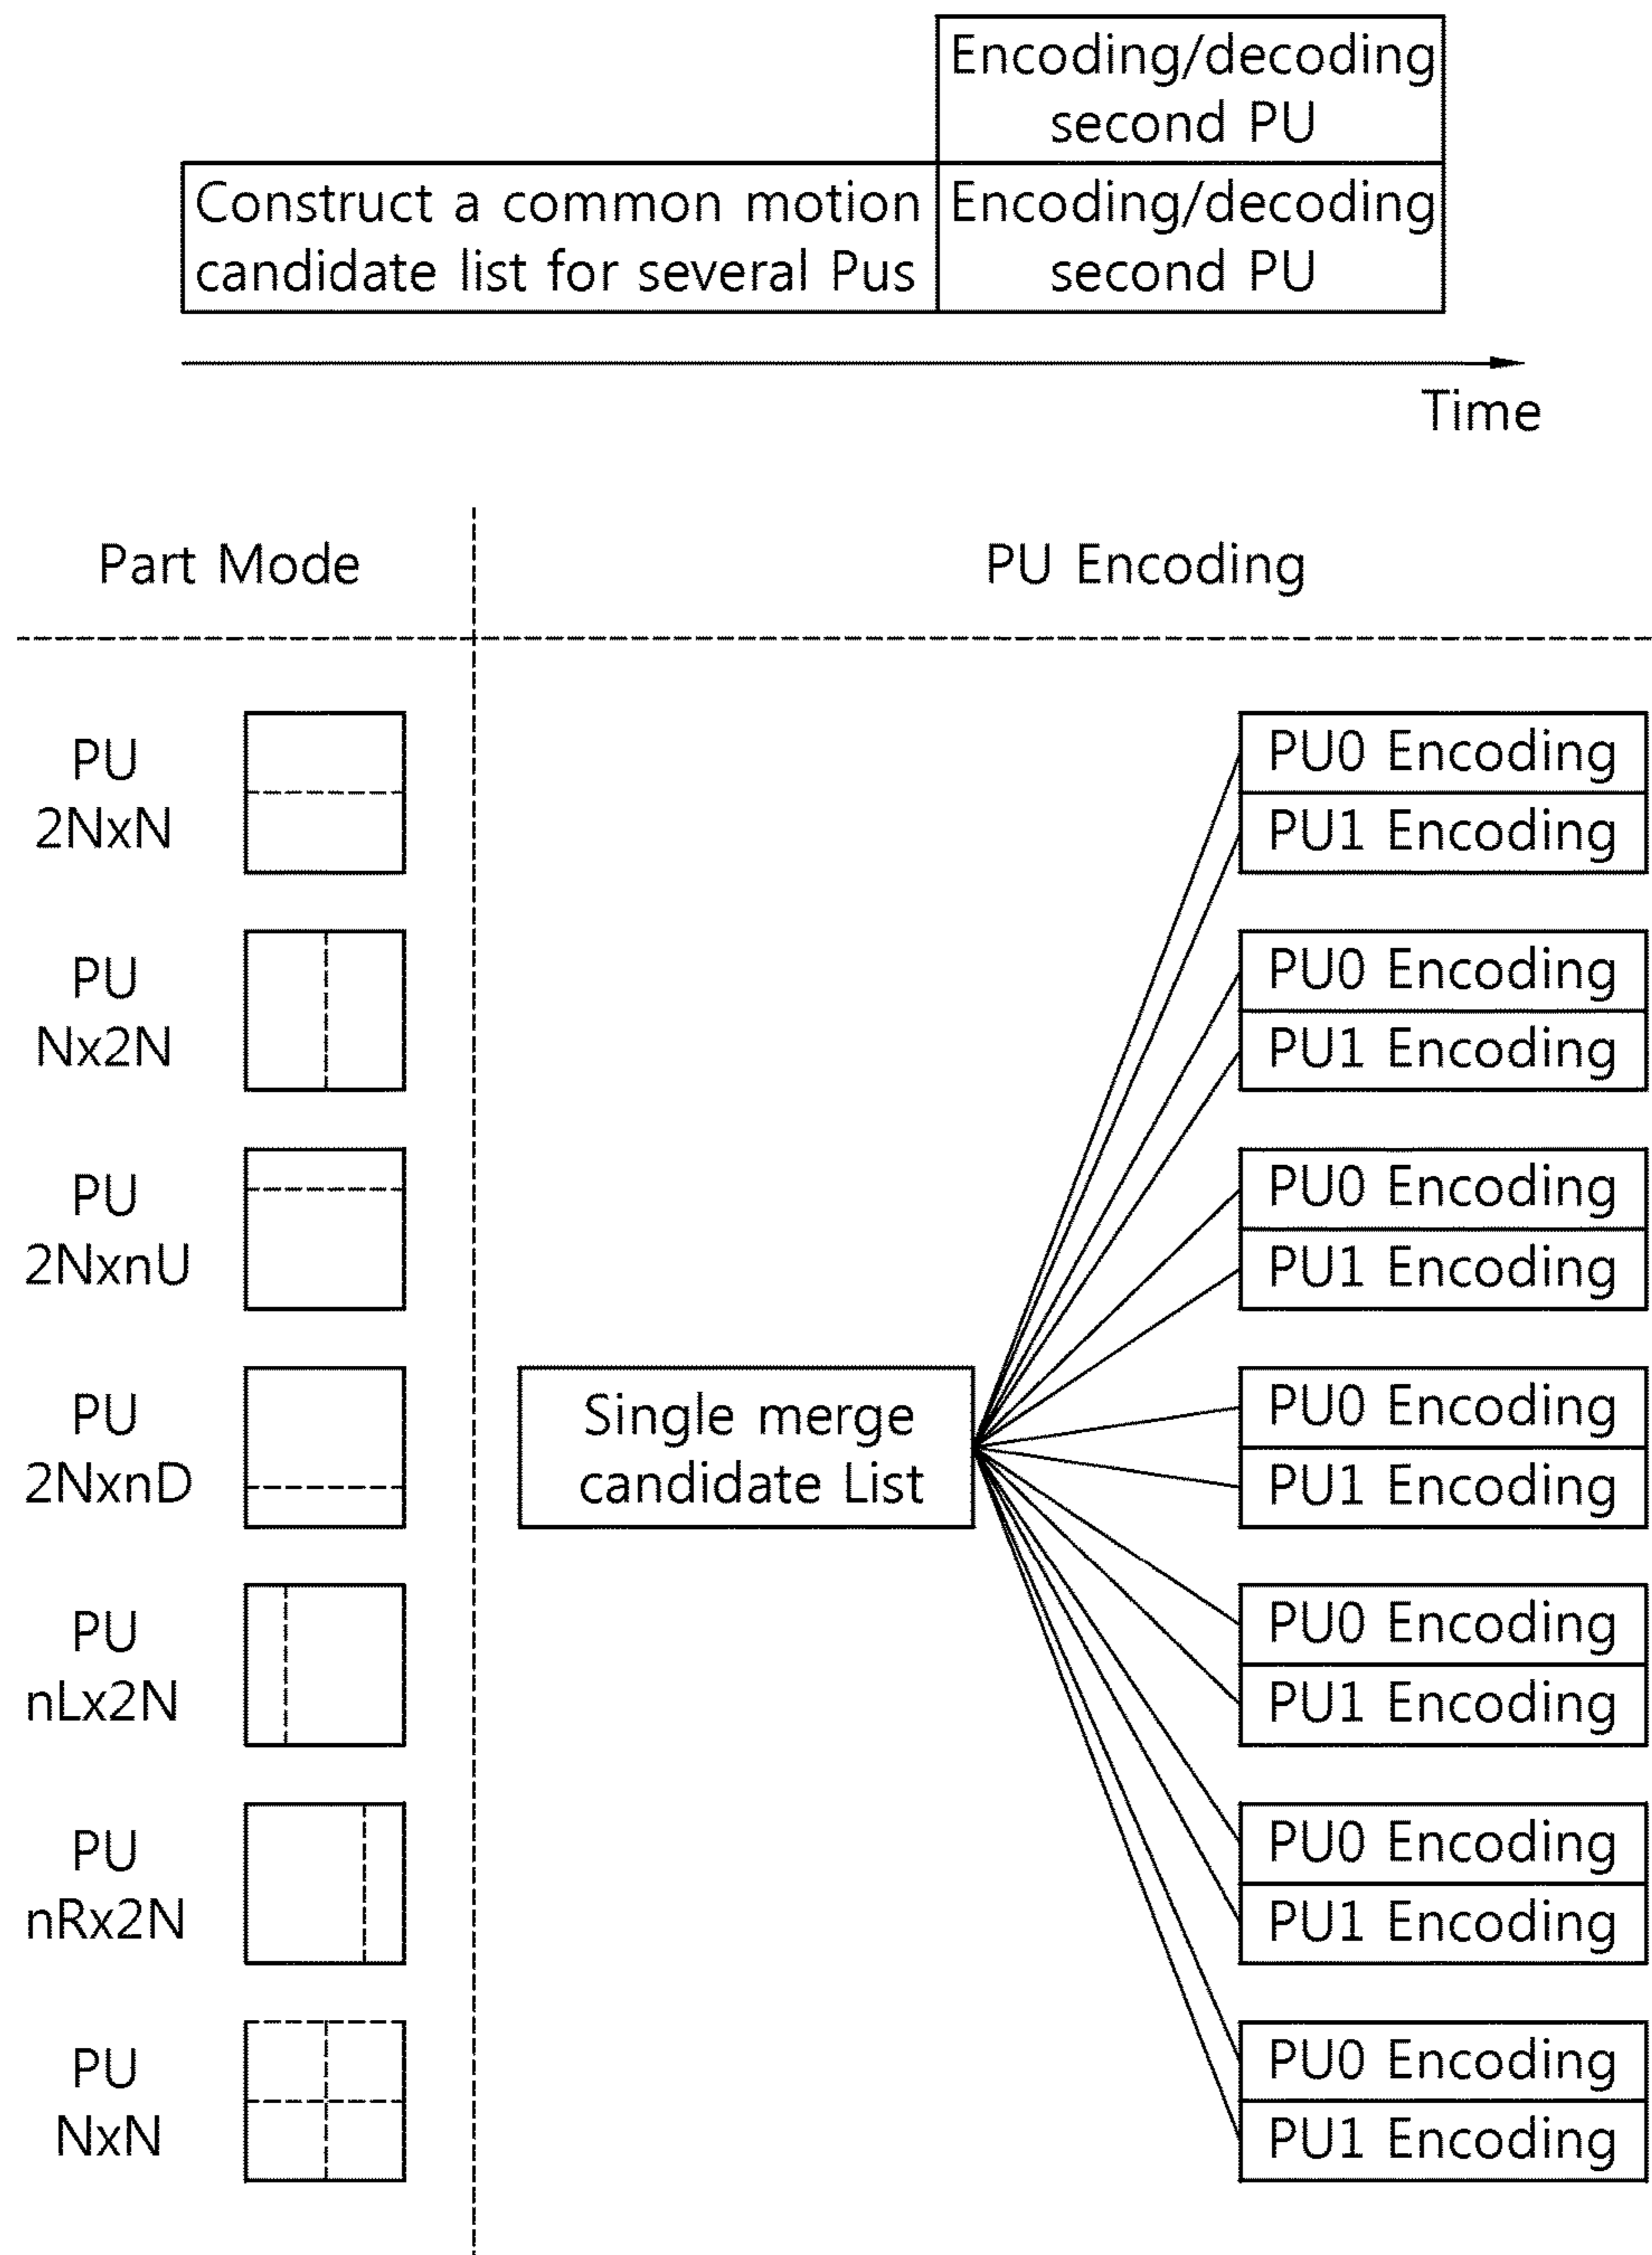 Encoding/decoding
second PU
Construct a common motion
candidate list for several Pus
Encoding/decoding
second PU
Time
Part Mode
PU Encoding
PU
2NxN
PU0 Encoding
PU1 Encoding
PU
Nx2N
PU0 Encoding
PU1 Encoding
PU
2NxnU
PU0 Encoding
PU1 Encoding
PU
2NxnD
Single merge
candidate List
PU0 Encoding
PU1 Encoding
PU
nLx2N
PU0 Encoding
PU1 Encoding
PU
nRx2N
PU0 Encoding
PU1 Encoding
PU
NxN
PU0 Encoding
PU1 Encoding